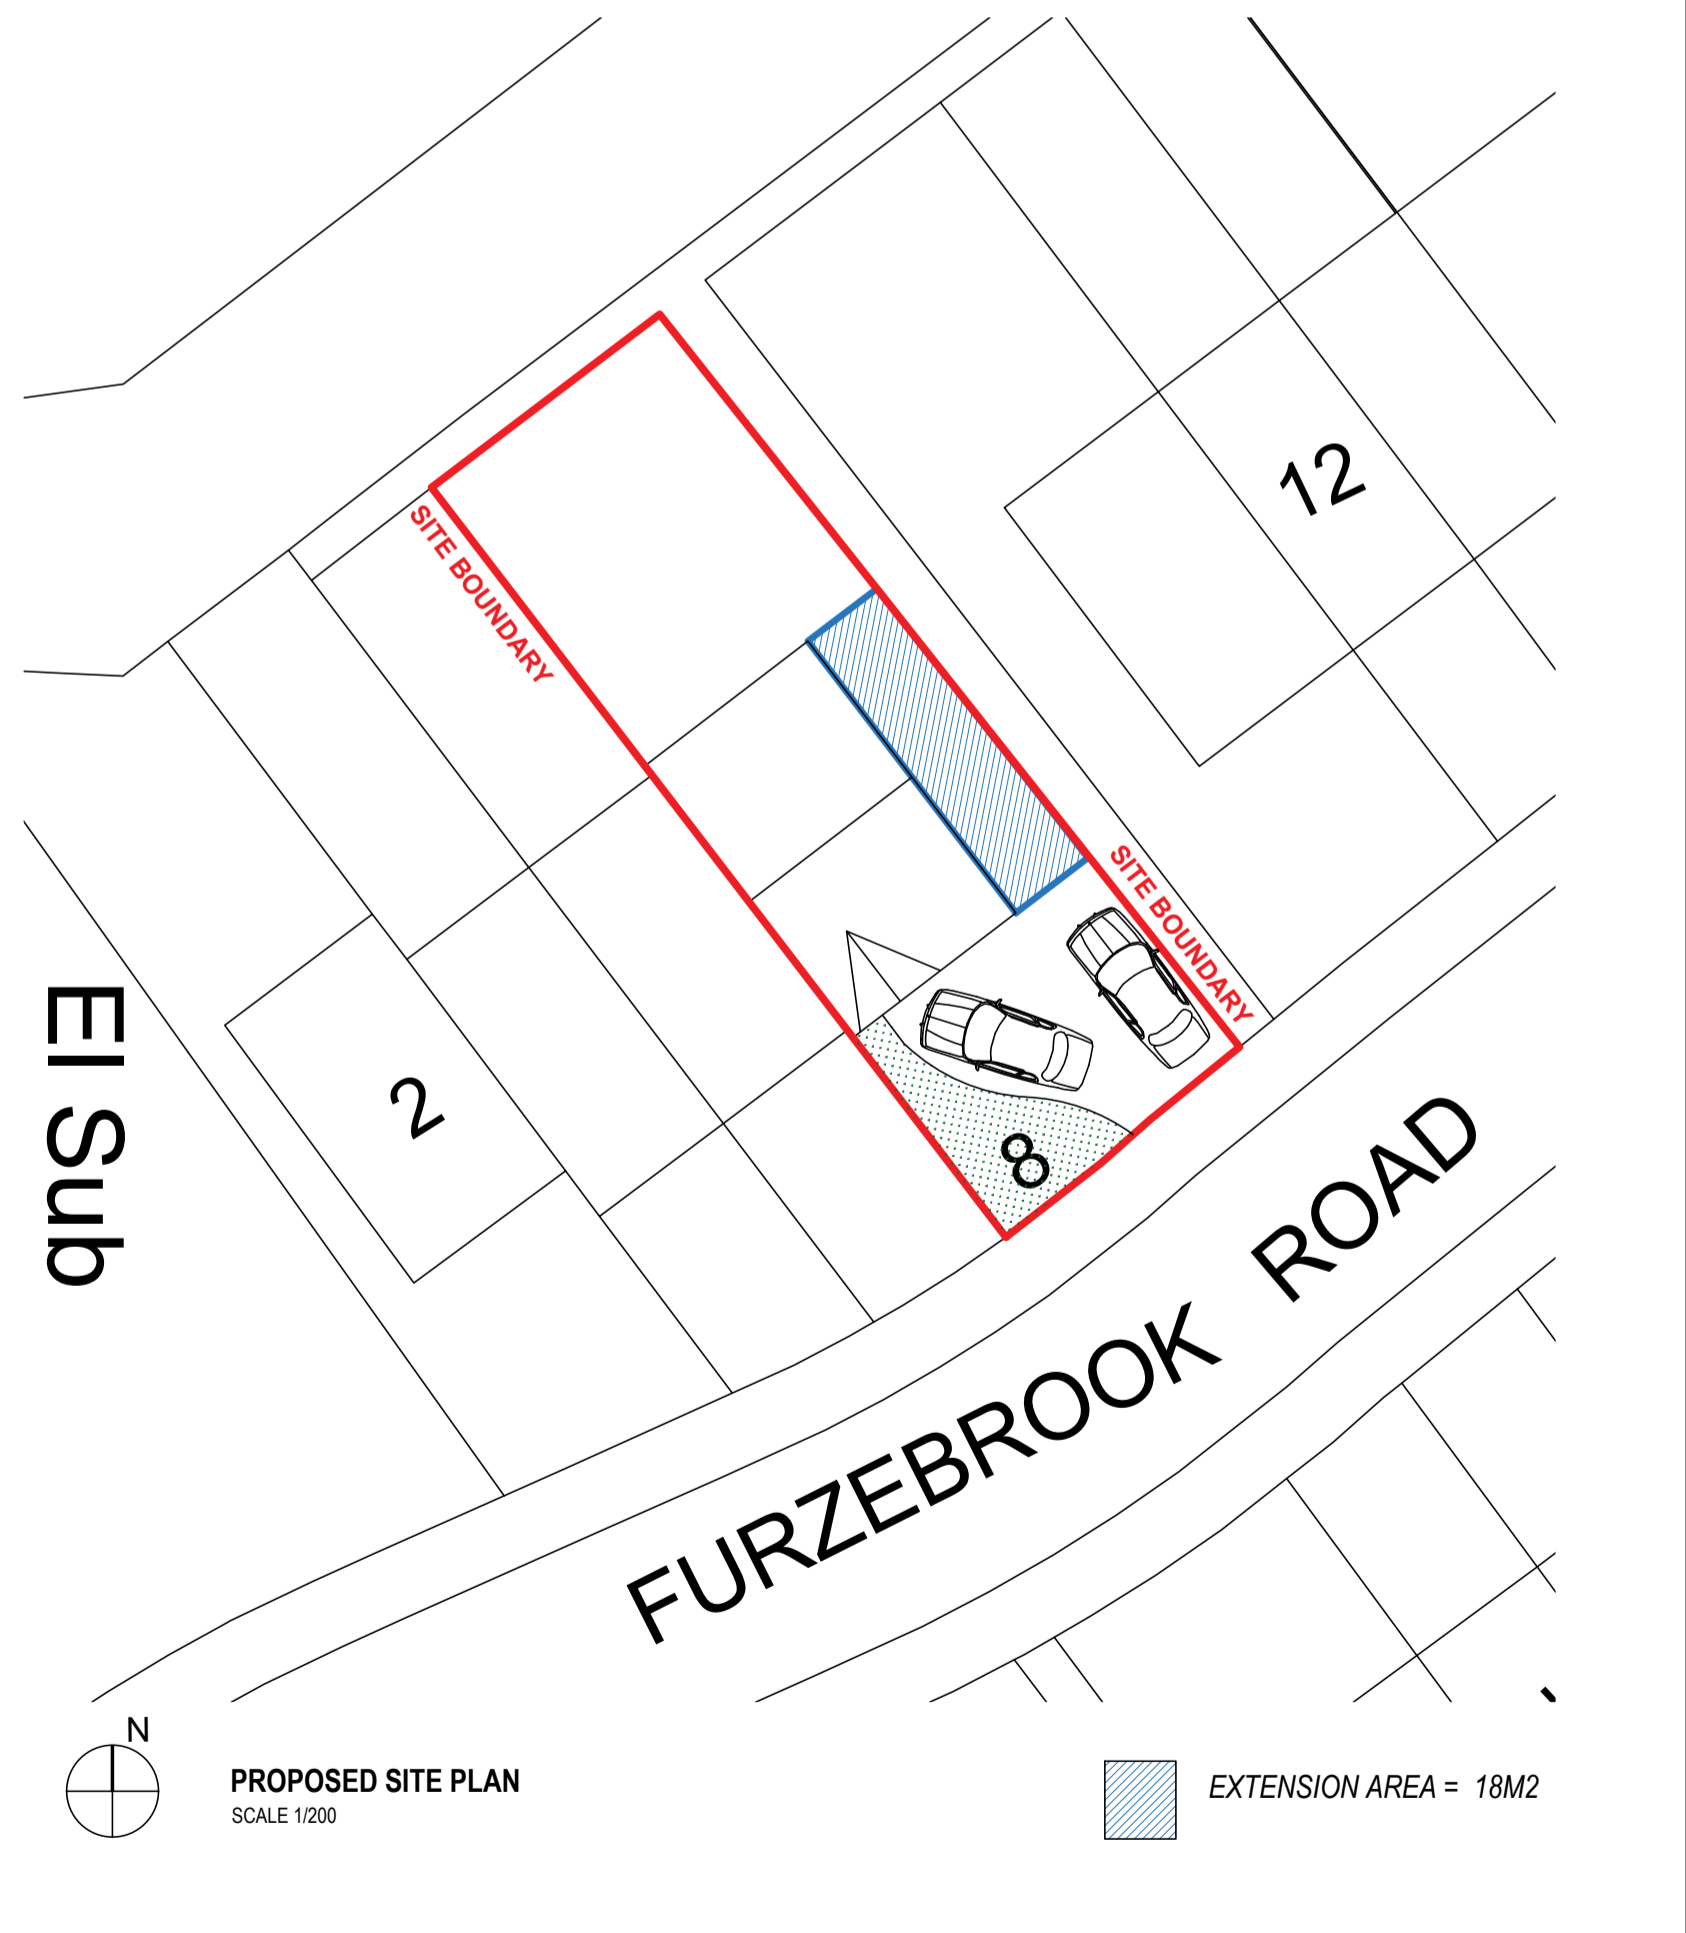 SITE BOUNDARY
12
SITE BOUNDARY
El Sub
2
8
FURZEBROOK ROAD
N
PROPOSED SITE PLAN
SCALE 1/200
EXTENSION AREA = 18M2